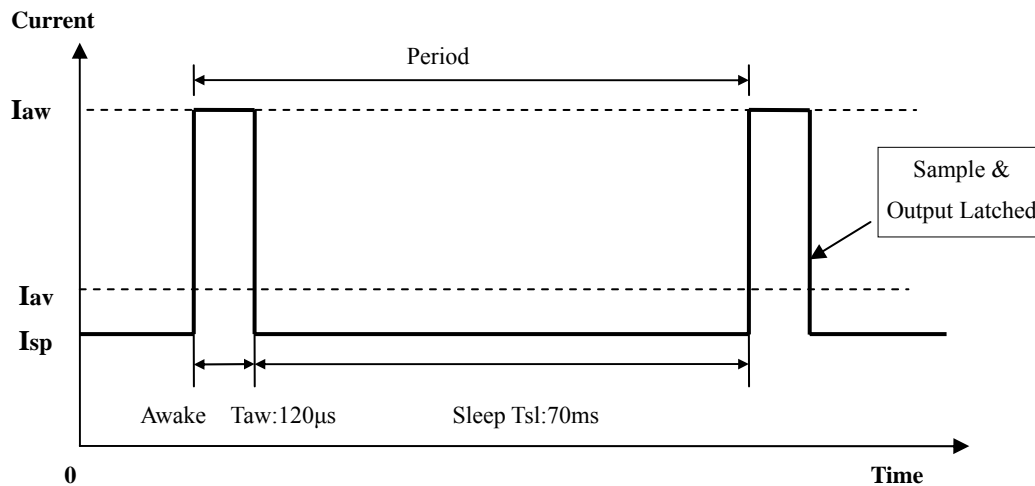 Current
Period
Iaw
Sample &
Output Latched
Iav
Isp
Awake Taw:120μs Sleep Tsl:70ms
0 Time